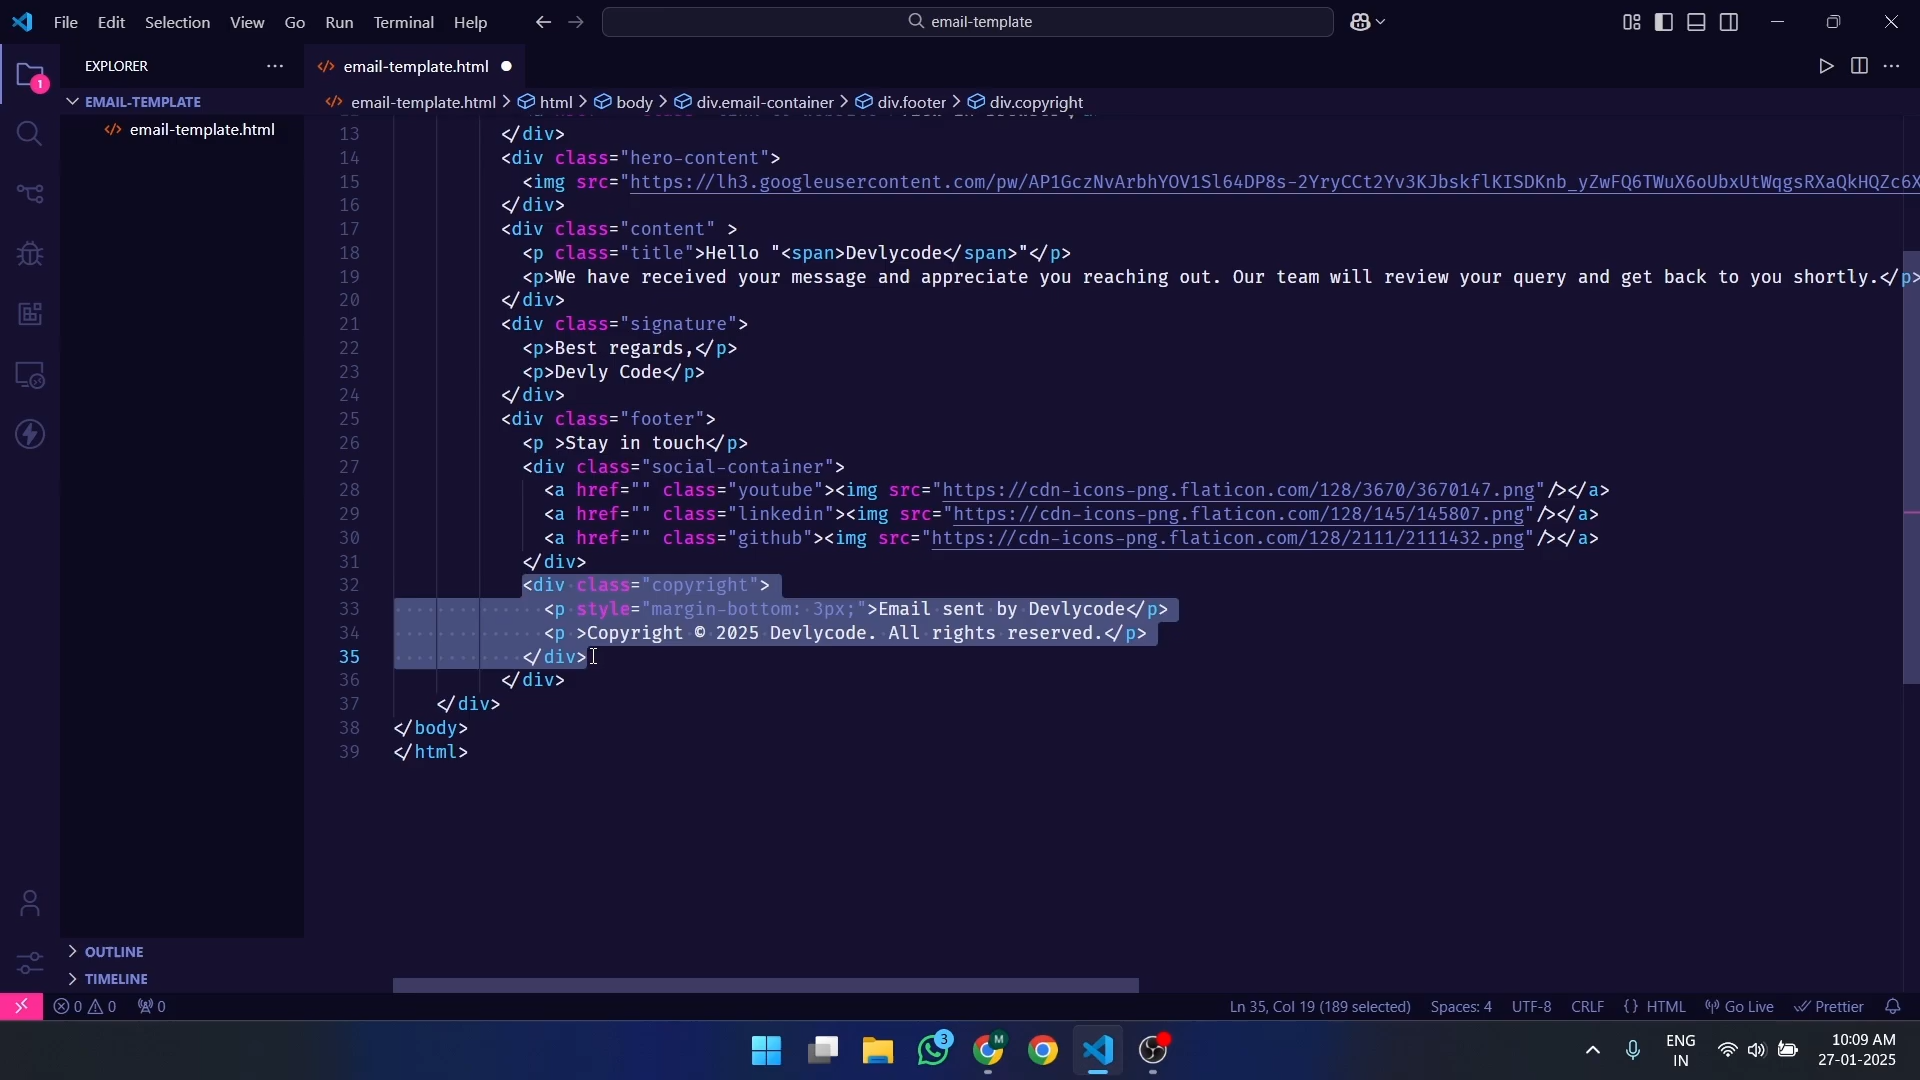 File Edit Selection View Go Run Terminal Help
email-template
EXPLORER
email-template.html
EMAIL-TEMPLATE
email-template.html
email-template.html > html > body > div.email-container > div.footer > div.copyright
13 </div>
14 <div class="hero-content">
15 <img src="https://lh3.googleusercontent.com/pw/AP1GczNvArbhYOV1Sl64DP8s-2YryCCt2Yv3KJbskflKISDKnb_yZwFQ6TWuX6oUbxUtWqgsRXaQkHQZc6X
16 </div>
17 <div class="content" >
18 <p class="title">Hello "<span>Devlycode</span>"</p>
19 <p>We have received your message and appreciate you reaching out. Our team will review your query and get back to you shortly.</p>
20 </div>
21 <div class="signature">
22 <p>Best regards,</p>
23 <p>Devly Code</p>
24 </div>
25 <div class="footer">
26 <p >Stay in touch</p>
27 <div class="social-container">
28 <a href="" class="youtube"><img src="https://cdn-icons-png.flaticon.com/128/3670/3670147.png"/></a>
29 <a href="" class="linkedin"><img src="https://cdn-icons-png.flaticon.com/128/145/145807.png"/></a>
30 <a href="" class="github"><img src="https://cdn-icons-png.flaticon.com/128/2111/2111432.png"/></a>
31 </div>
32 <div class="copyright">
33 <p style="margin-bottom: 3px;">Email sent by Devlycode</p>
34 <p >Copyright © 2025 Devlycode. All rights reserved.</p>
35 </div>
36 </div>
37 </div>
38 </body>
39 </html>
OUTLINE
TIMELINE
0 0 0
Ln 35, Col 19 (189 selected) Spaces: 4 UTF-8 CRLF {} HTML Go Live Prettier
1
3
M
ENG
IN
10:09 AM
27-01-2025